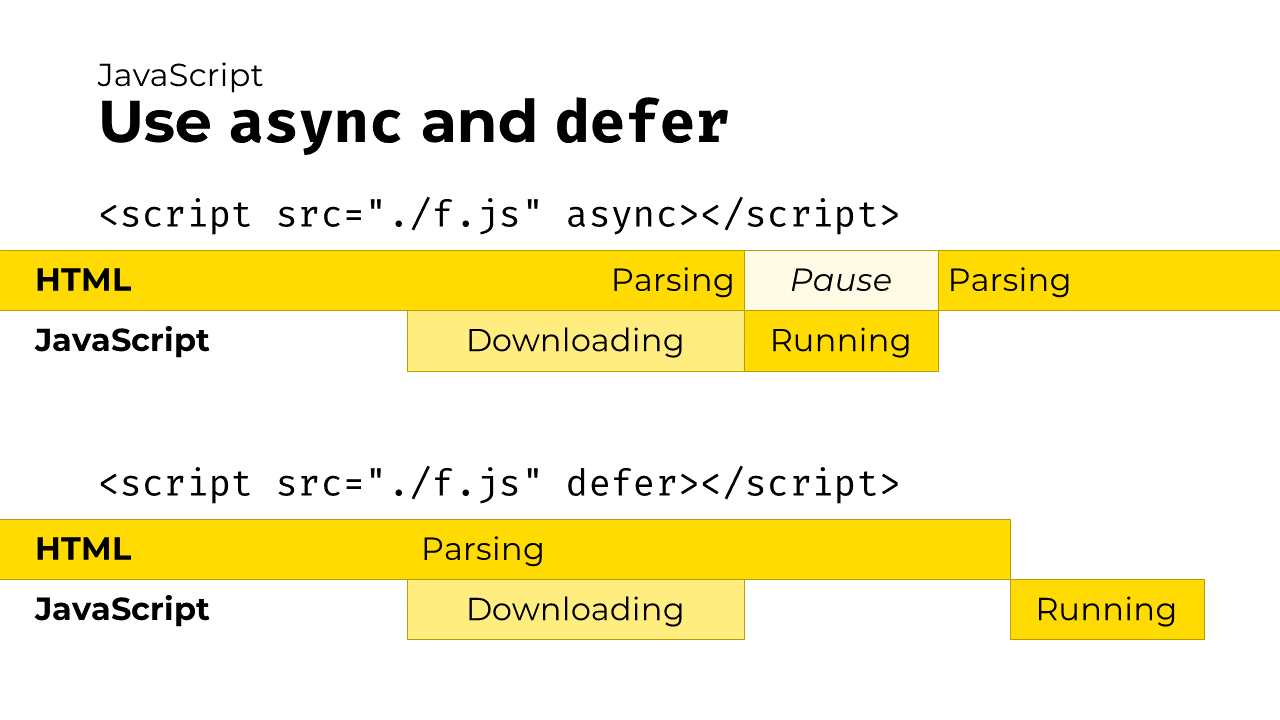 JavaScript
Use async and defer
<script src="./f.js" async></script>
HTML Parsing Pause Parsing
JavaScript Downloading Running
<script src="./f.js" defer></script>
HTML Parsing
JavaScript Downloading Running